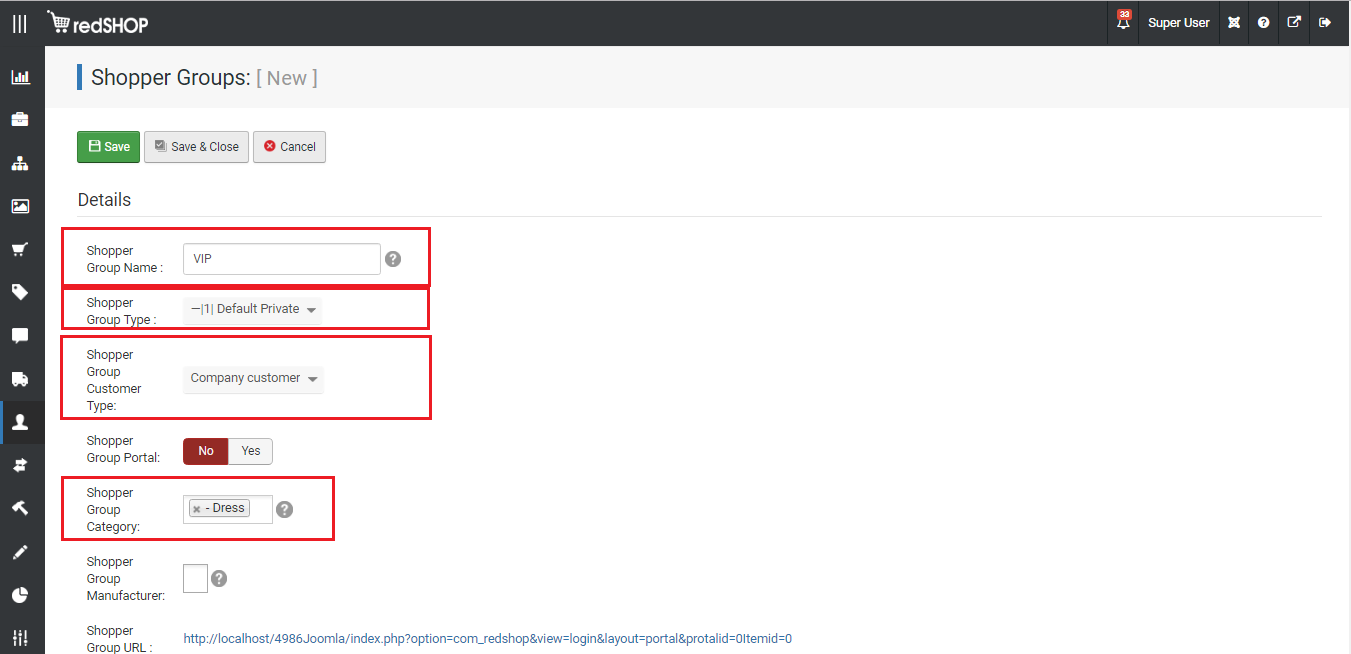 redSHOP
33
Super User
Shopper Groups: [ New ]
Save
Save & Close
Cancel
Details
Shopper
Group Name :
VIP
?
Shopper
Group Type :
—|1| Default Private
Shopper
Group
Customer
Type:
Company customer
Shopper
Group Portal:
No
Yes
Shopper
Group
Category:
× - Dress
?
Shopper
Group
Manufacturer:
?
Shopper
Group URL :
http://localhost/4986Joomla/index.php?option=com_redshop&view=login&layout=portal&protalid=0Itemid=0